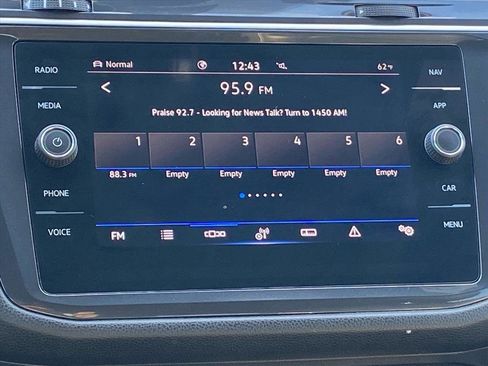 RADIO
Normal
12:43
62°F
NAV
MEDIA
95.9 FM
APP
Praise 92.7 - Looking for News Talk? Turn to 1450 AM!
1 2 3 4 5 6
88.3 FM Empty Empty Empty Empty Empty
PHONE
CAR
VOICE
FM
MENU